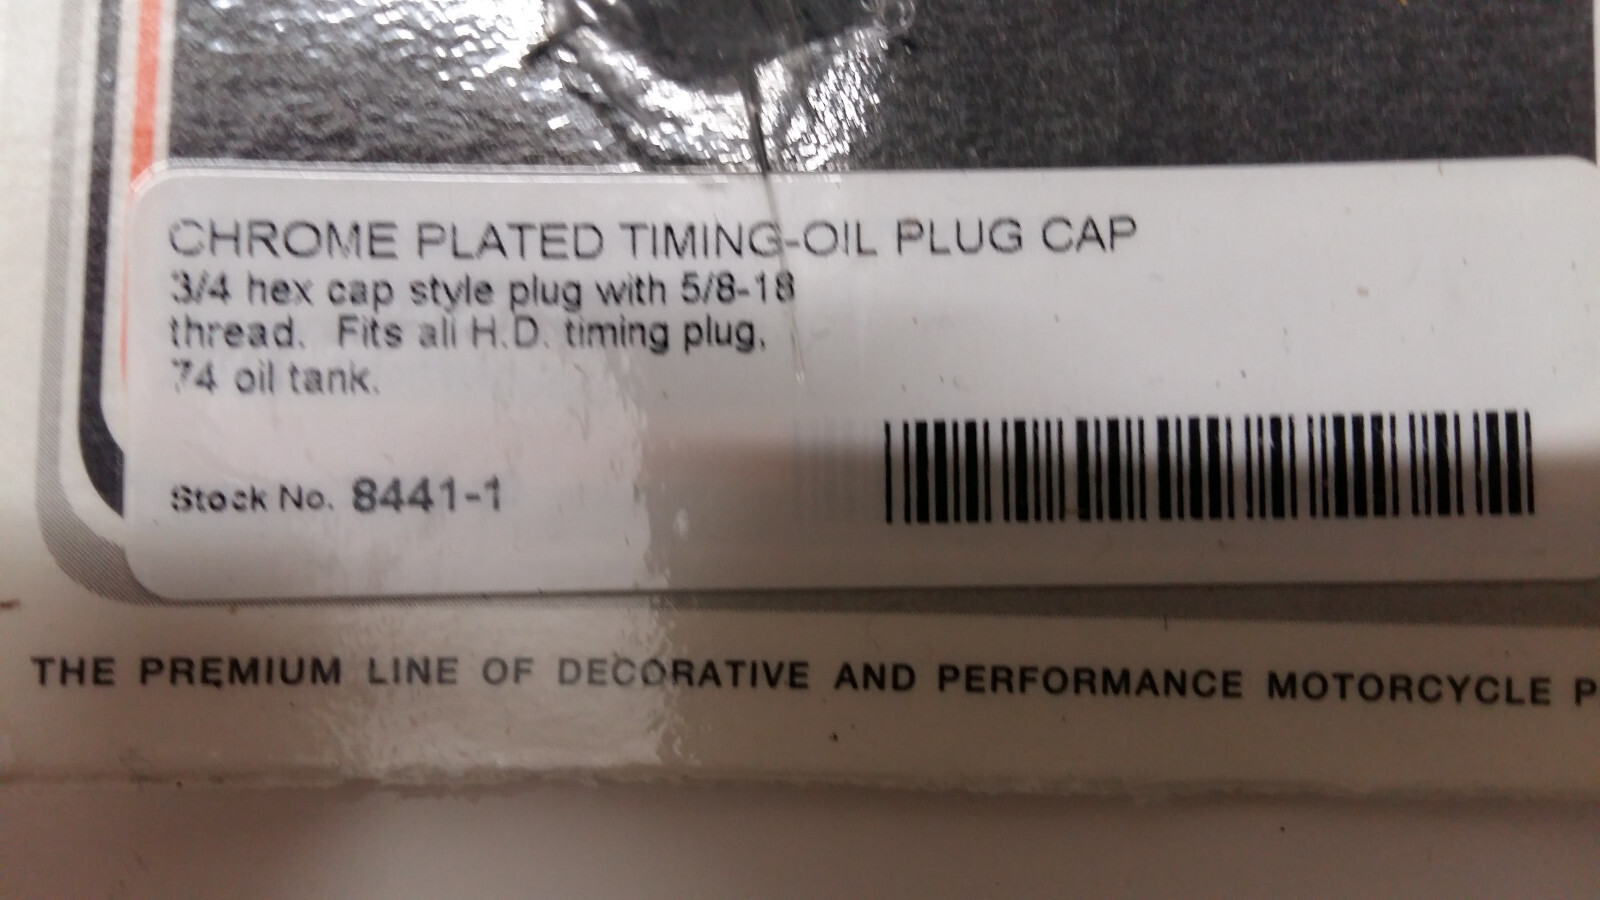 CHROME PLATED TIMING-OIL PLUG CAP
3/4 hex cap style plug with 5/8-18
thread. Fits all H.D. timing plug,
74 oil tank.
Stock No. 8441-1
THE PREMIUM LINE OF DECORATIVE AND PERFORMANCE MOTORCYCLE P